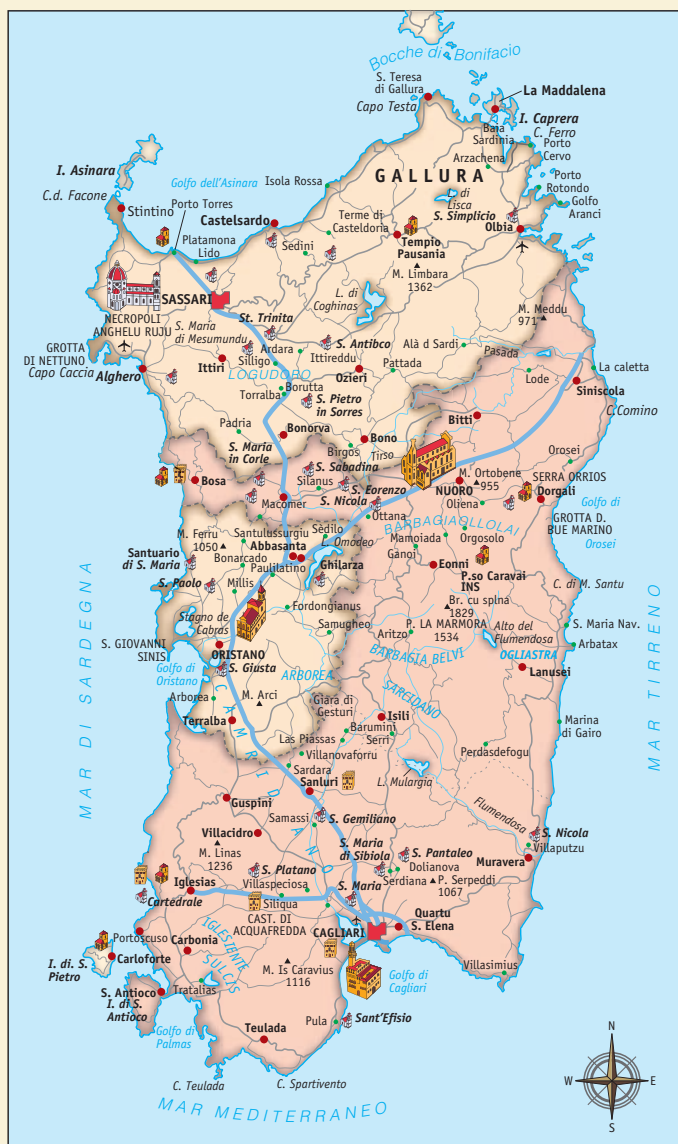 Bocche di Bonifacio
S. Teresa
di Gallura
Capo Testa
La Maddalena
I. Caprera
C. Ferro
Baia
Sardinia
Porto
Cervo
Arzachena
I. Asinara
Golfo dell'Asinara
Isola Rossa
GALLURA
Porto
Rotondo
C.d. Facone
L. di
Lisca
Golfo
Aranci
Stintino
Porto Torres
Castelsardo
Terme di
Casteldoria
S. Simplicio
Olbia
Platamona
Lido
Sedini
Tempio
Pausania
M. Limbara
1362
SASSARI
L. di
Coghinas
NECROPOLI
ANGHELU RUJU
St. Trinita
M. Meddu
971
S. Maria
di Mesumundu
S. Antibco
GROTTA
DI NETTUNO
Ardara
Ittireddu
Alà d Sardi
Pasada
Capo Caccia
Ittiri
Silligo
La caletta
Alghero
LOGUDORO
Ozieri
Pattada
Lode
Siniscola
Borutta
Torralba
S. Pietro
in Sorres
C.Comino
Padria
Bonorva
Bono
Bitti
S. Maria
in Corle
Birgos
Tirso
Orosei
S. Sabadina
M. Ortobene
955
SERRA ORRIOS
Bosa
Silanus
S. Eorenzo
NUORO
Dorgali
Macomer
S. Nicola
Oliena
Golfo di
Orosei
Ottana
GROTTA D.
BUE MARINO
BARBAGIAOLLOLAI
Santulussurgiu
Sèdilo
M. Ferru
1050
Abbasanta
L. Omodeo
Mamoiada
Orgosolo
Santuario
di S. Maria
Bonarcado
Ghilarza
Gangi
Eonni
Paulilatino
P.so Caravai
INS
S. Paolo
Millis
C. di M. Santu
Fordongianus
Br. cu splna
1829
Stagno de
Cabras
Samugheo
P. LA MARMORA
1534
Alto del
Flumendosa
S. Maria Nav.
S. GIOVANNI
SINIS
ORISTANO
Aritzo
Arbatax
S. Giusta
BARBAGIA BELVI
OGLIASTRA
Golfo di
Oristano
ARBOREA
Lanusei
Arborea
M. Arci
SARCIDANO
Giara di
Gesturi
Isili
Terralba
Barumini
Marina
di Gairo
Las Piassas
Serri
Villanovaforru
Perdasdefogu
Sardara
CAMPIDANO
Sanluri
L. Mulargia
Guspini
Flumendosa
S. Gemiliano
Samassi
Villacidro
S. Nicola
Villaputzu
S. Maria
di Sibiola
M. Linas
1236
S. Pantaleo
Muravera
S. Platano
Dolianova
Iglesias
Villaspeciosa
S. Maria
Serdiana
P. Serpeddi
1067
Cartedrale
Siliqua
CAST. DI
ACQUAFREDDA
Quartu
S. Elena
CAGLIARI
Portoscuso
Carbonia
IGLESIENTE
SULCIS
Carloforte
I. di S.
Pietro
M. Is Caravius
1116
Golfo di
Cagliari
Villasimius
S. Antioco
I. di S.
Antioco
Tratalias
Golfo di
Palmas
Pula
Sant'Efisio
Teulada
C. Teulada
C. Spartivento
MAR DI SARDEGNA
MAR TIRRENO
MAR MEDITERRANEO
N
W
E
S